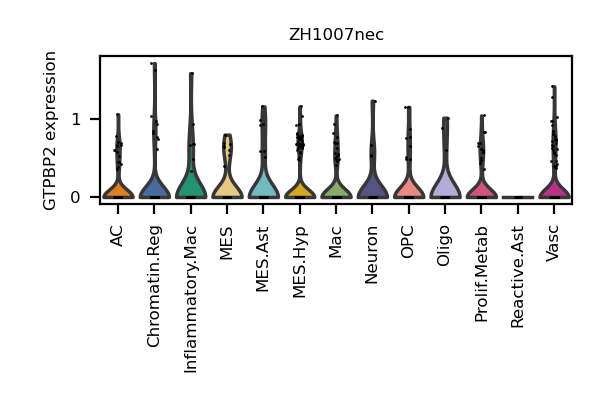 ZH1007nec
GTPBP2 expression
1
0
AC
Chromatin.Reg
Inflammatory.Mac
MES
MES.Ast
MES.Hyp
Mac
Neuron
OPC
Oligo
Prolif.Metab
Reactive.Ast
Vasc